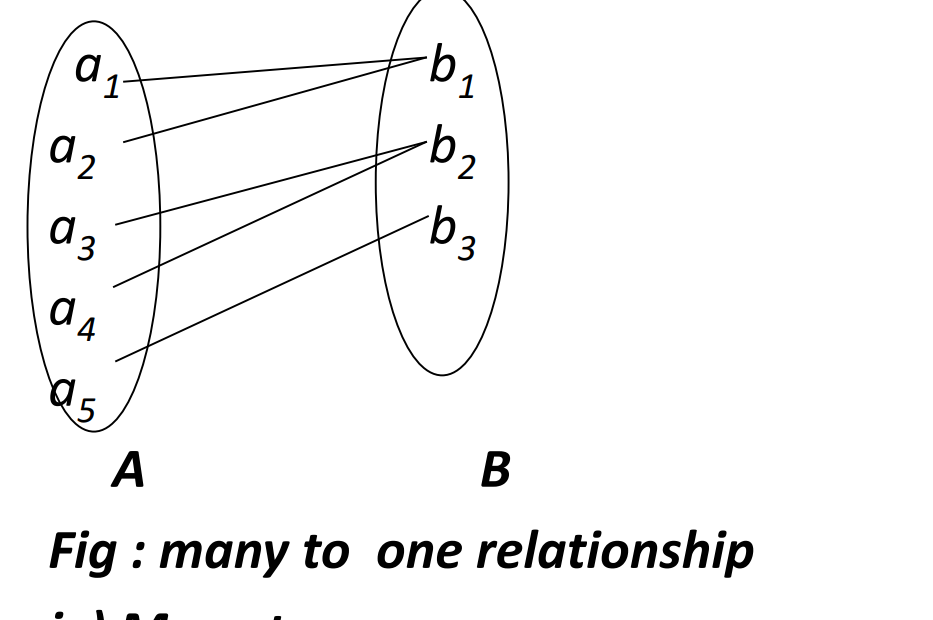 a1 b1
a2 b2
a3 b3
a4
a5
A B
Fig : many to one relationship